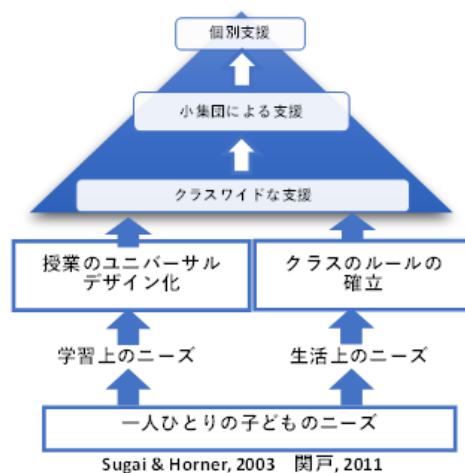 個別支援
小集団による支援
クラスワイドな支援
授業のユニバーサル
デザイン化
クラスのルールの
確立
学習上のニーズ
生活上のニーズ
一人ひとりの子どものニーズ
Sugai & Horner, 2003　関戸, 2011